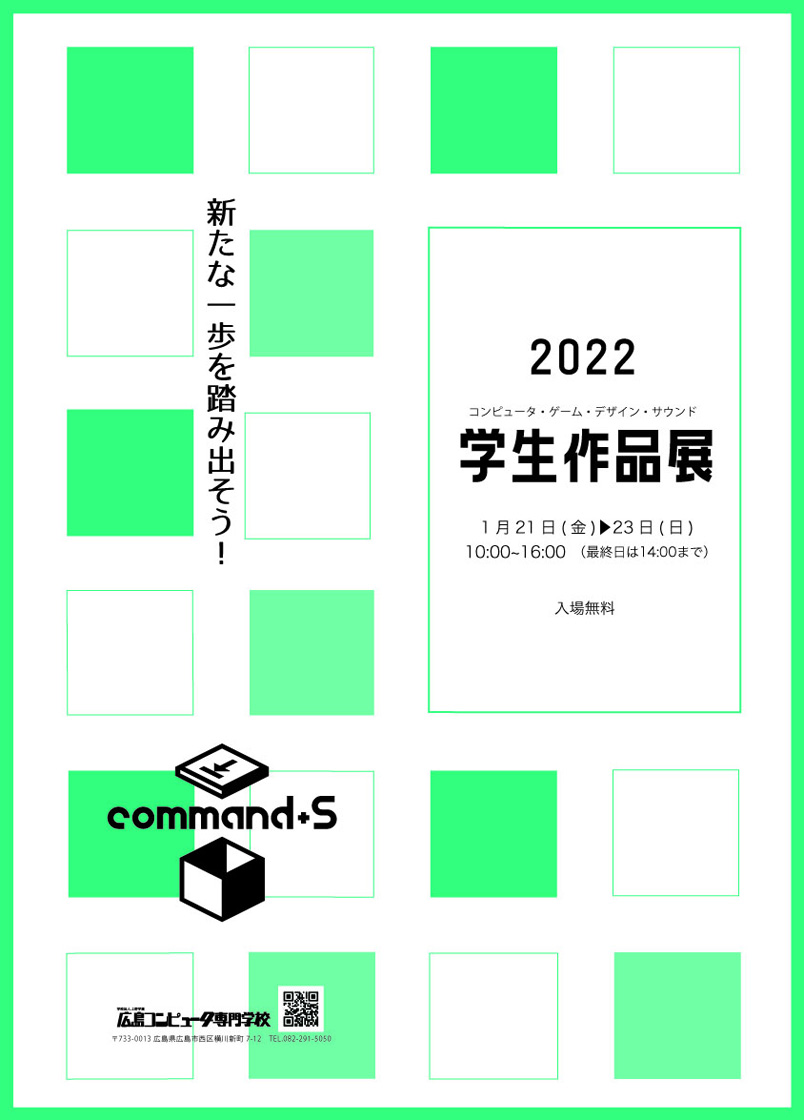 新たな一歩を踏み出そう!
2022
コンピュータ・ゲーム・デザイン・サウンド
学生作品展
1月21日(金)▶23日(日)
10:00~16:00 (最終日は14:00まで)
入場無料
command+S
広島コンピュータ専門学校
〒733-0013 広島県広島市西区横川新町 7-12 TEL.082-291-5050